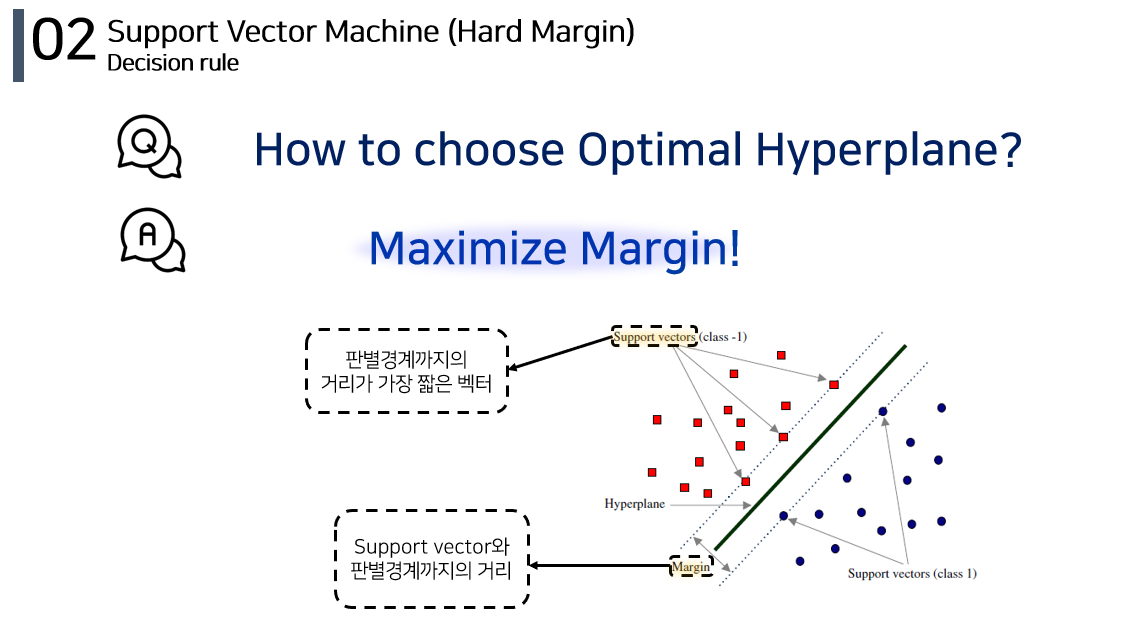 02
Support Vector Machine (Hard Margin)
Decision rule
Q
How to choose Optimal Hyperplane?
A
Maximize Margin!
Support vectors (class -1)
판별경계까지의
거리가 가장 짧은 벡터
Hyperplane
Support vector와
판별경계까지의 거리
Margin
Support vectors (class 1)